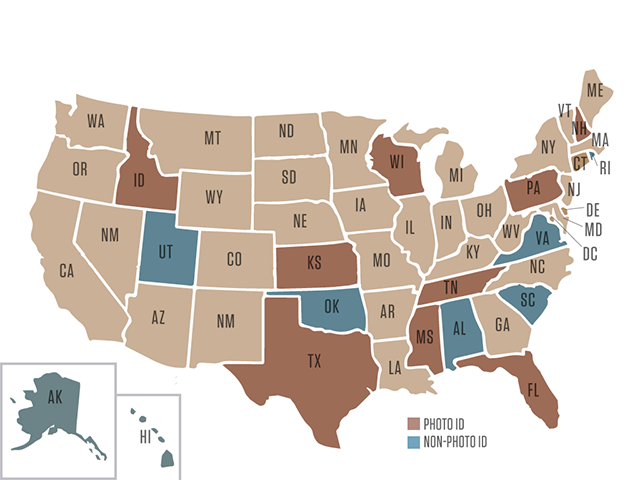 ME
VT
WA
NH
ND
MT
MA
MN
NY
OR
WI
CT
RI
SD
MI
ID
PA
NJ
WY
IA
OH
DE
NE
IL
IN
WV
MD
NM
VA
UT
CO
KS
MO
KY
DC
CA
NC
TN
OK
SC
AZ
NM
AR
AL
GA
MS
TX
LA
FL
AK
HI
PHOTO ID
NON-PHOTO ID